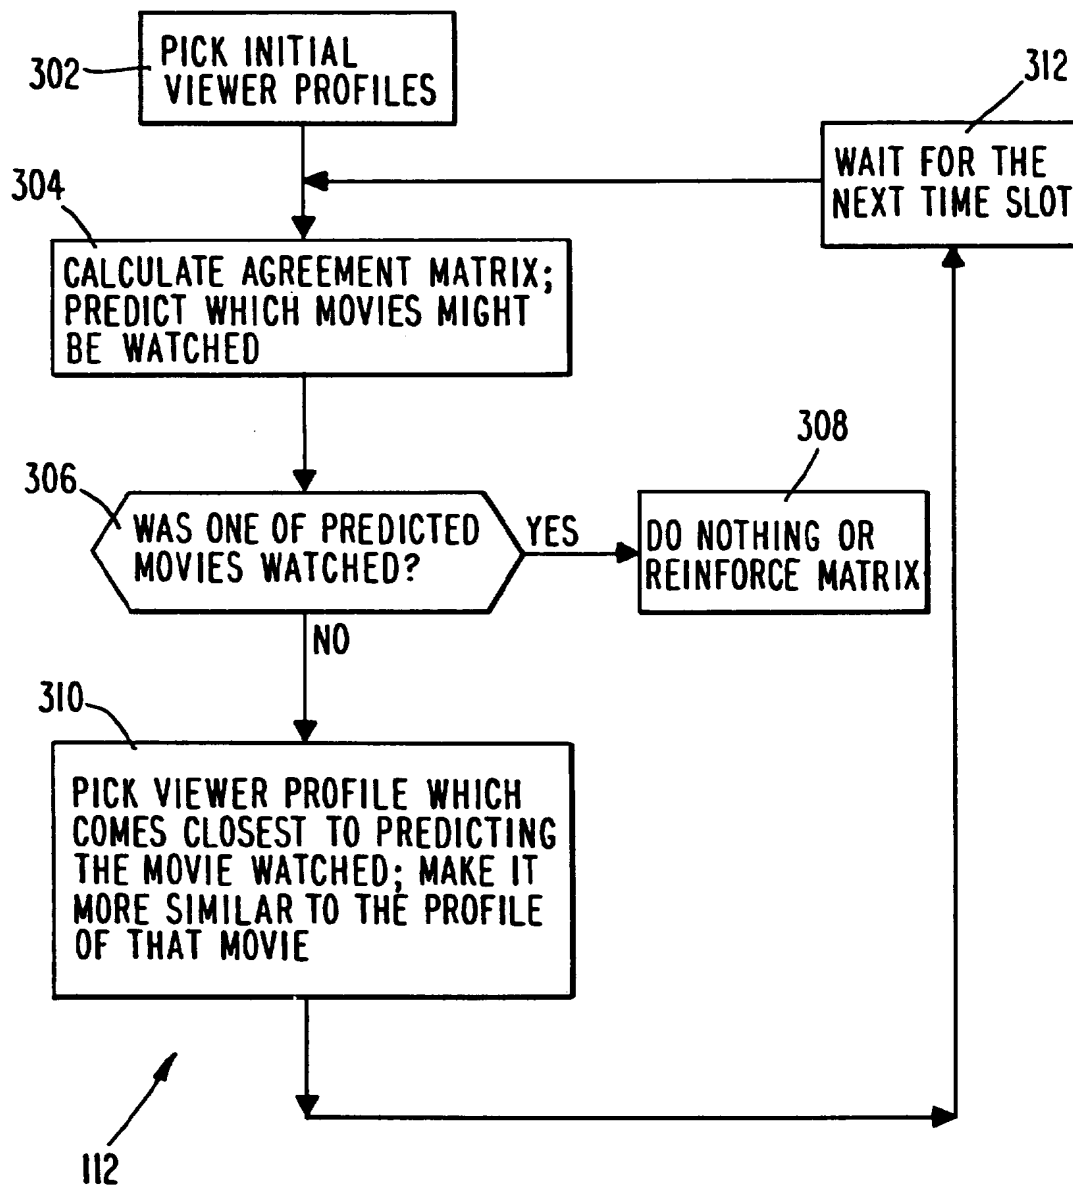 302
PICK INITIAL
VIEWER PROFILES
312
WAIT FOR THE
NEXT TIME SLOT
304
CALCULATE AGREEMENT MATRIX;
PREDICT WHICH MOVIES MIGHT
BE WATCHED
306
WAS ONE OF PREDICTED
MOVIES WATCHED?
YES
308
DO NOTHING OR
REINFORCE MATRIX
NO
310
PICK VIEWER PROFILE WHICH
COMES CLOSEST TO PREDICTING
THE MOVIE WATCHED; MAKE IT
MORE SIMILAR TO THE PROFILE
OF THAT MOVIE
112